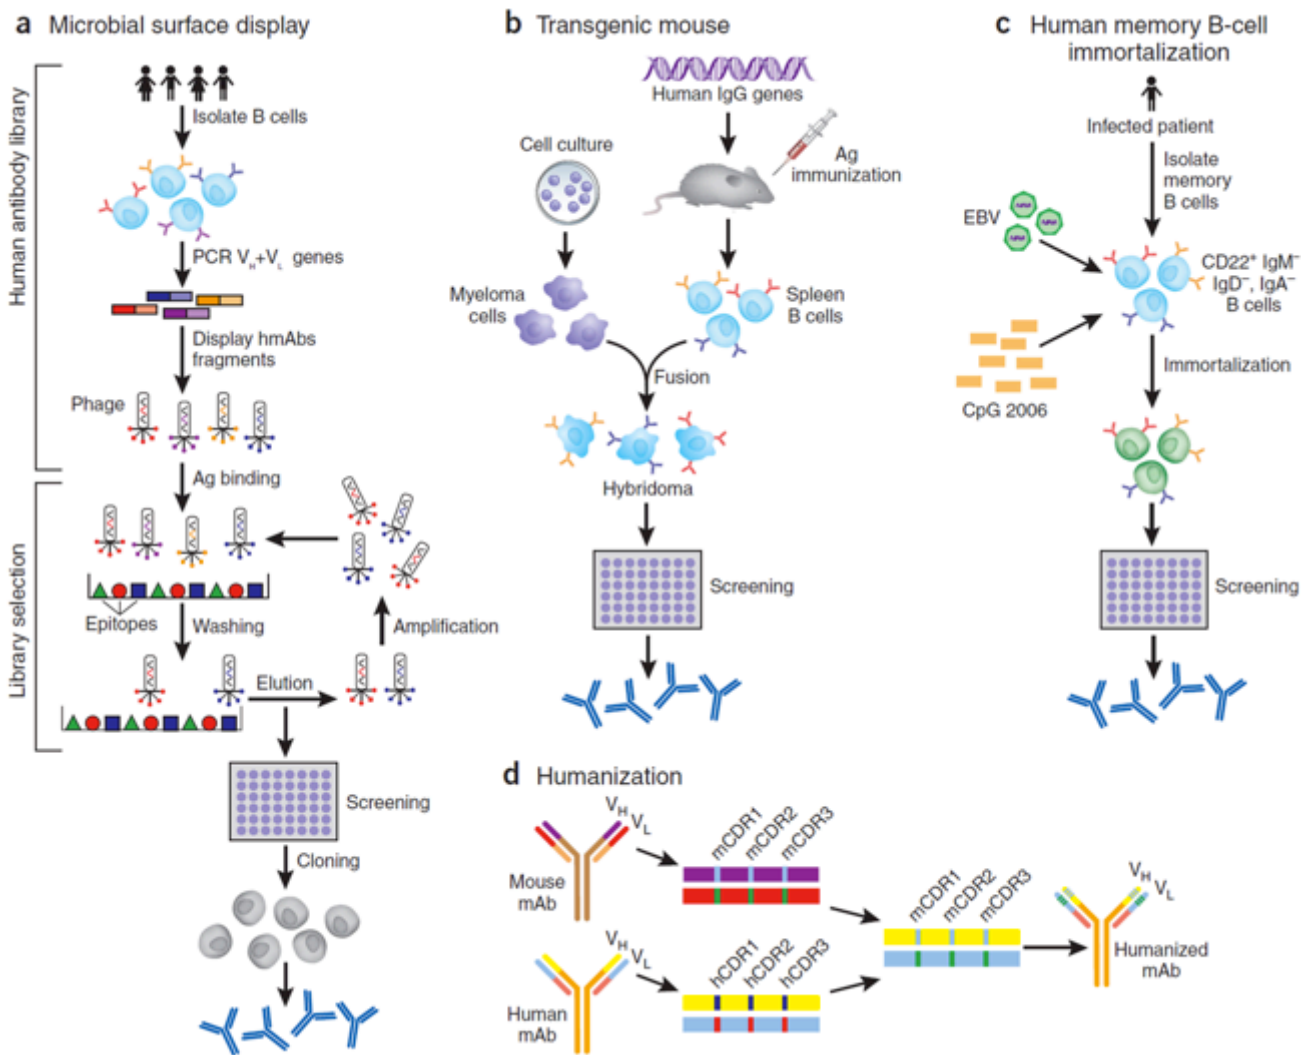 a Microbial surface display
Human antibody library
Isolate B cells
PCR VH+VL genes
Display hmAbs
fragments
Phage
Library selection
Ag binding
Epitopes
Washing
Amplification
Elution
Screening
Cloning
b Transgenic mouse
Human IgG genes
Cell culture
Ag
immunization
Myeloma
cells
Spleen
B cells
Fusion
Hybridoma
Screening
c Human memory B-cell
immortalization
Infected patient
Isolate
memory
B cells
EBV
CD22+ IgM−
IgD−, IgA−
B cells
CpG 2006
Immortalization
Screening
d Humanization
VH
VL
Mouse
mAb
mCDR1
mCDR2
mCDR3
VH
VL
Human
mAb
hCDR1
hCDR2
hCDR3
mCDR1
mCDR2
mCDR3
VH
VL
Humanized
mAb